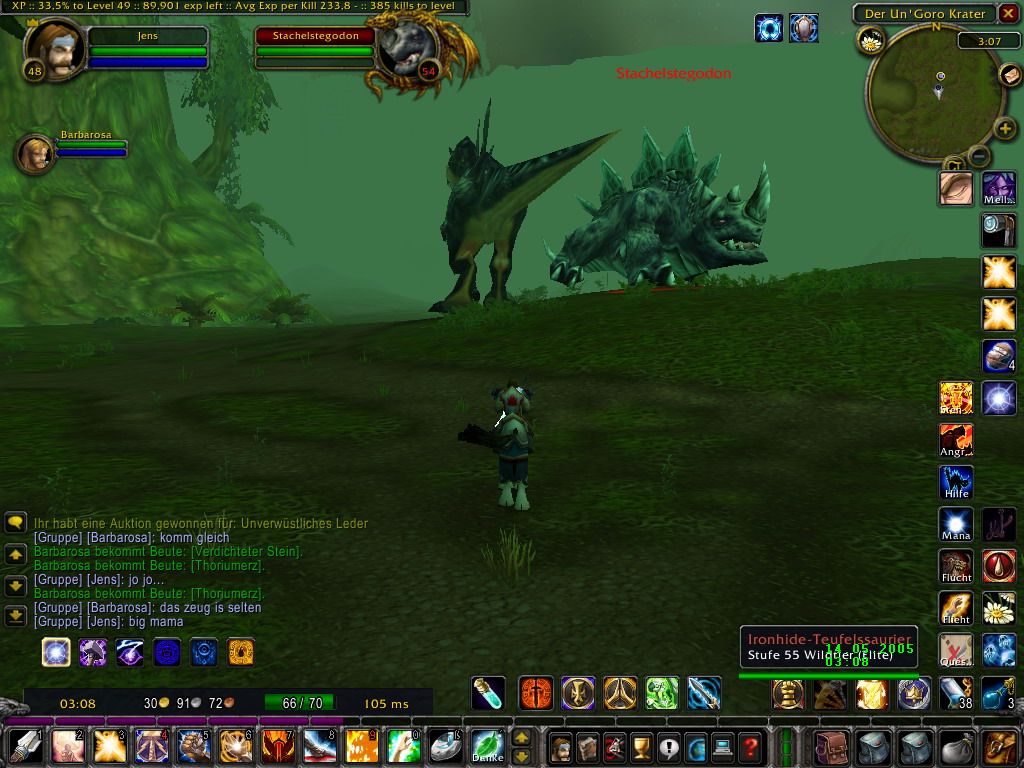 XP :: 33,5% to Level 49 :: 89.901 exp left :: Avg Exp per Kill 233,8 - :: 385 kills to level
Jens
48
Stachelstegodon
54
Barbarosa
Stachelstegodon
Der Un'Goro Krater
N
3:07
Mell...
4
Angr..
Hilfe
Mana
Flucht
Flieht
Ques..
Ihr habt eine Auktion gewonnen für: Unverwüstliches Leder
[Gruppe] [Barbarosa]: komm gleich
Barbarosa bekommt Beute: [Verdichteter Stein].
Barbarosa bekommt Beute: [Thoriumerz].
[Gruppe] [Jens]: jo jo...
Barbarosa bekommt Beute: [Thoriumerz].
[Gruppe] [Barbarosa]: das zeug is selten
[Gruppe] [Jens]: big mama
Ironhide-Teufelssaurier
Stufe 55 Wildtier (Elite)
14.05.2005
03:08
03:08
30 91 72
66 / 70
105 ms
38
3
Danke